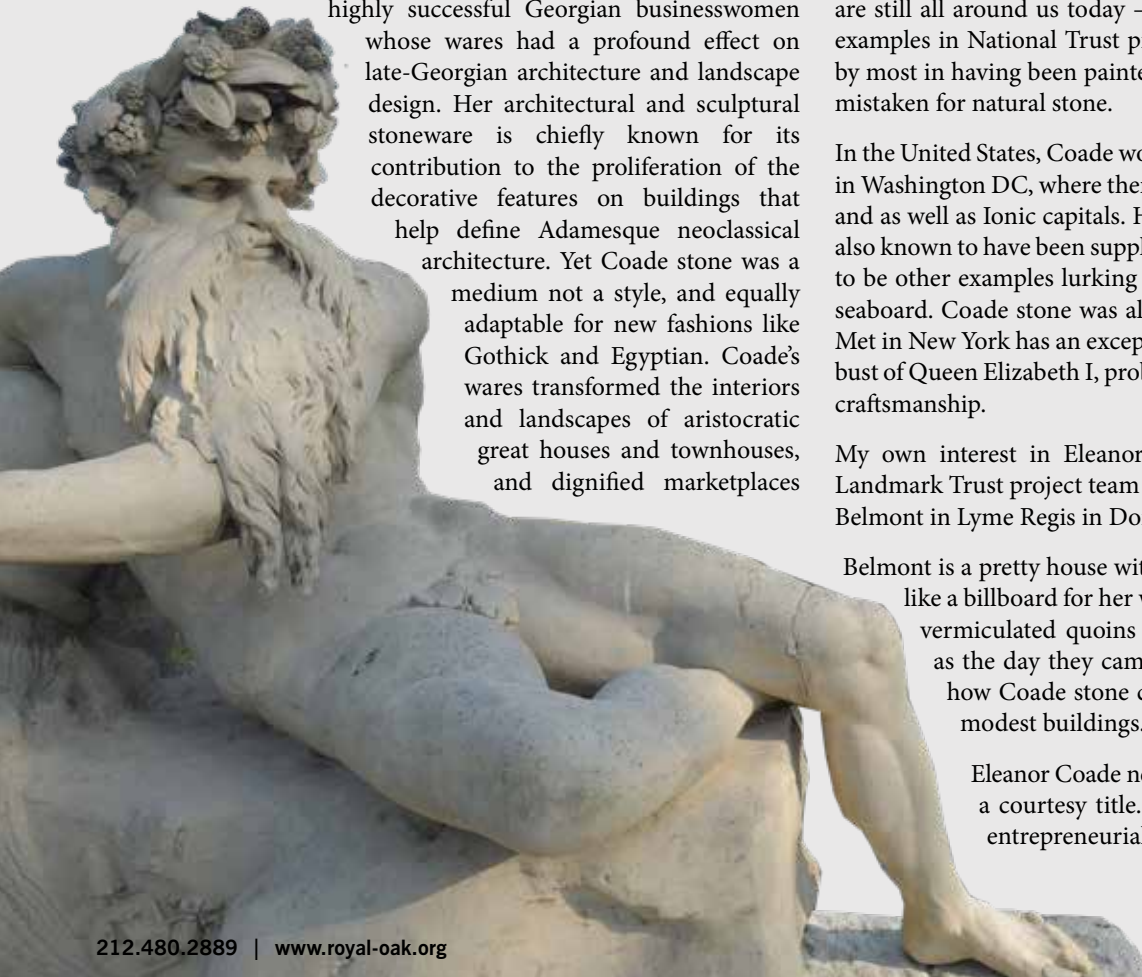 highly successful Georgian businesswomen
whose wares had a profound effect on
late-Georgian architecture and landscape
design. Her architectural and sculptural
stoneware is chiefly known for its
contribution to the proliferation of the
decorative features on buildings that
help define Adamesque neoclassical
architecture. Yet Coade stone was a
medium not a style, and equally
adaptable for new fashions like
Gothick and Egyptian. Coade’s
wares transformed the interiors
and landscapes of aristocratic
great houses and townhouses,
and dignified marketplaces
are still all around us today –
examples in National Trust p
by most in having been painte
mistaken for natural stone.
In the United States, Coade wo
in Washington DC, where ther
and as well as Ionic capitals. H
also known to have been suppl
to be other examples lurking
seaboard. Coade stone was al
Met in New York has an excep
bust of Queen Elizabeth I, prob
craftsmanship.
My own interest in Eleanor
Landmark Trust project team
Belmont in Lyme Regis in Do
Belmont is a pretty house wit
like a billboard for her
vermiculated quoins
as the day they cam
how Coade stone
modest buildings.
Eleanor Coade n
a courtesy title.
entrepreneurial
212.480.2889 | www.royal-oak.org